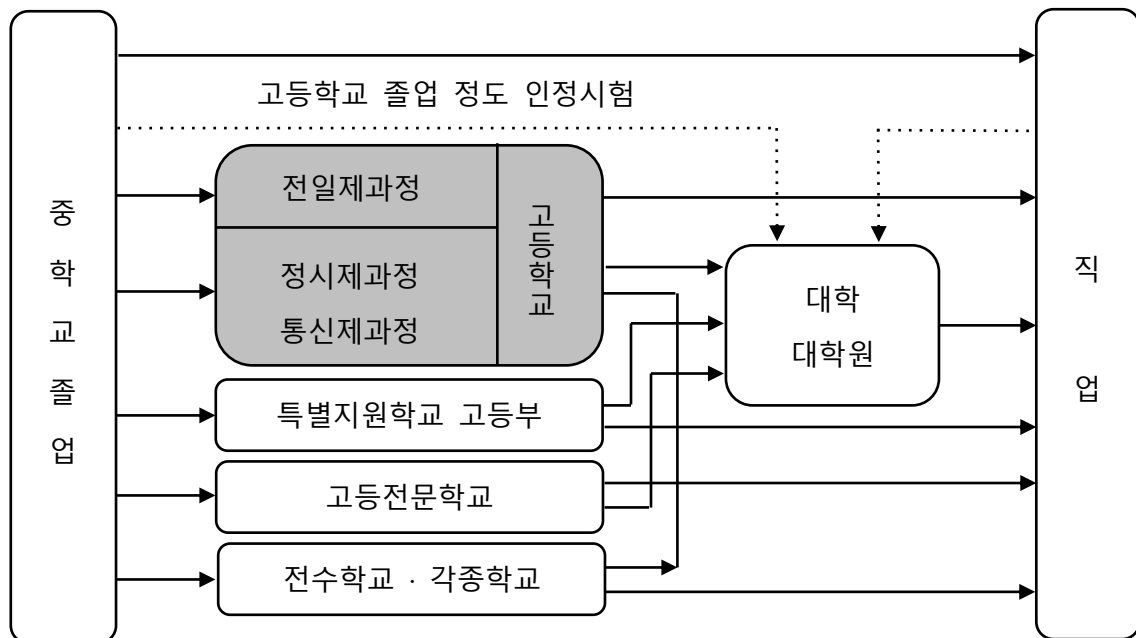 중학교졸업
고등학교 졸업 정도 인정시험
전일제과정
정시제과정
통신제과정
고등학교
대학
대학원
특별지원학교 고등부
고등전문학교
전수학교 · 각종학교
직업